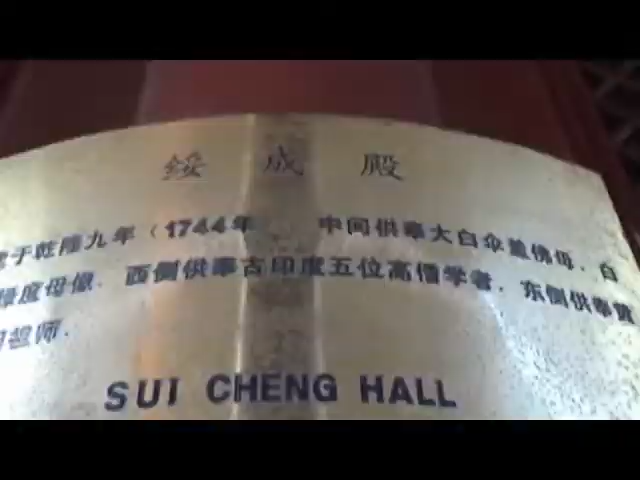 绥成殿
于乾隆九年（1744年），中间供奉大白伞盖佛母，白
绿度母像，西侧供奉古印度五位高僧学者，东侧供奉
祖师.
SUI CHENG HALL